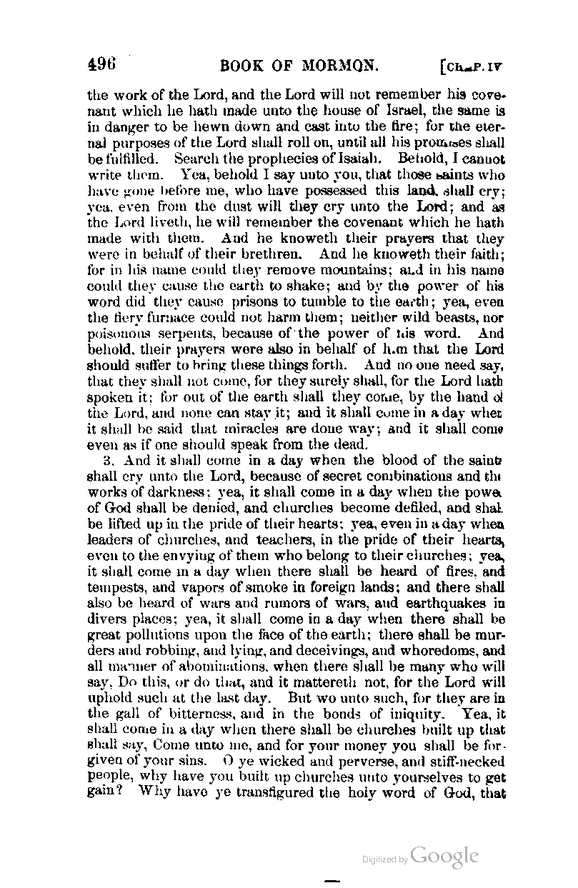 496 BOOK OF MORMON. [CHAP. IV
the work of the Lord, and the Lord will not remember his cove-
nant which he hath made unto the house of Israel, the same is
in danger to be hewn down and cast into the fire; for the eter-
nal purposes of the Lord shall roll on, until all his promises shall
be fulfilled. Search the prophecies of Isaiah. Behold, I cannot
write them. Yea, behold I say unto you, that those saints who
have gone before me, who have possessed this land, shall cry;
yea, even from the dust will they cry unto the Lord; and as
the Lord liveth, he will remember the covenant which he hath
made with them. And he knoweth their prayers that they
were in behalf of their brethren. And he knoweth their faith;
for in his name could they remove mountains; and in his name
could they cause the earth to shake; and by the power of his
word did they cause prisons to tumble to the earth; yea, even
the fiery furnace could not harm them; neither wild beasts, nor
poisonous serpents, because of the power of his word. And
behold, their prayers were also in behalf of him that the Lord
should suffer to bring these things forth. And no one need say,
that they shall not come, for they surely shall, for the Lord hath
spoken it; for out of the earth shall they come, by the hand of
the Lord, and none can stay it; and it shall come in a day when
it shall be said that miracles are done way; and it shall come
even as if one should speak from the dead.
3. And it shall come in a day when the blood of the saints
shall cry unto the Lord, because of secret combinations and the
works of darkness; yea, it shall come in a day when the power
of God shall be denied, and churches become defiled, and shall
be lifted up in the pride of their hearts; yea, even in a day when
leaders of churches, and teachers, in the pride of their hearts,
even to the envying of them who belong to their churches; yea,
it shall come in a day when there shall be heard of fires, and
tempests, and vapors of smoke in foreign lands; and there shall
also be heard of wars and rumors of wars, and earthquakes in
divers places; yea, it shall come in a day when there shall be
great pollutions upon the face of the earth; there shall be mur-
ders and robbing, and lying, and deceivings, and whoredoms, and
all manner of abominations, when there shall be many who will
say, Do this, or do that, and it mattereth not, for the Lord will
uphold such at the last day. But wo unto such, for they are in
the gall of bitterness, and in the bonds of iniquity. Yea, it
shall come in a day when there shall be churches built up that
shall say, Come unto me, and for your money you shall be for-
given of your sins. O ye wicked and perverse, and stiff-necked
people, why have you built up churches unto yourselves to get
gain? Why have ye transfigured the holy word of God, that
Digitized by Google